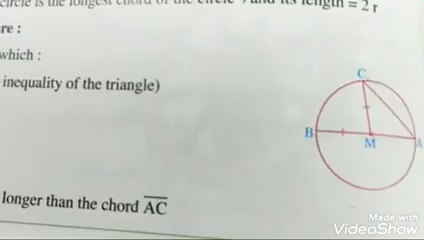 circle is the longest chord of the circle and its length = 2 r
re :
which :
inequality of the triangle)
C
B
M
A
longer than the chord AC
Made with
VideoShow